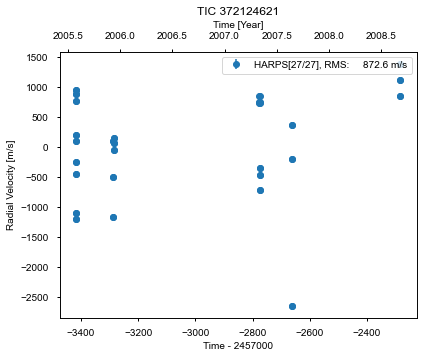 TIC 372124621
Time [Year]
2005.5 2006.0 2006.5 2007.0 2007.5 2008.0 2008.5
HARPS[27/27], RMS: 872.6 m/s
1500
1000
500
0
−500
−1000
−1500
−2000
−2500
Radial Velocity [m/s]
−3400 −3200 −3000 −2800 −2600 −2400
Time - 2457000